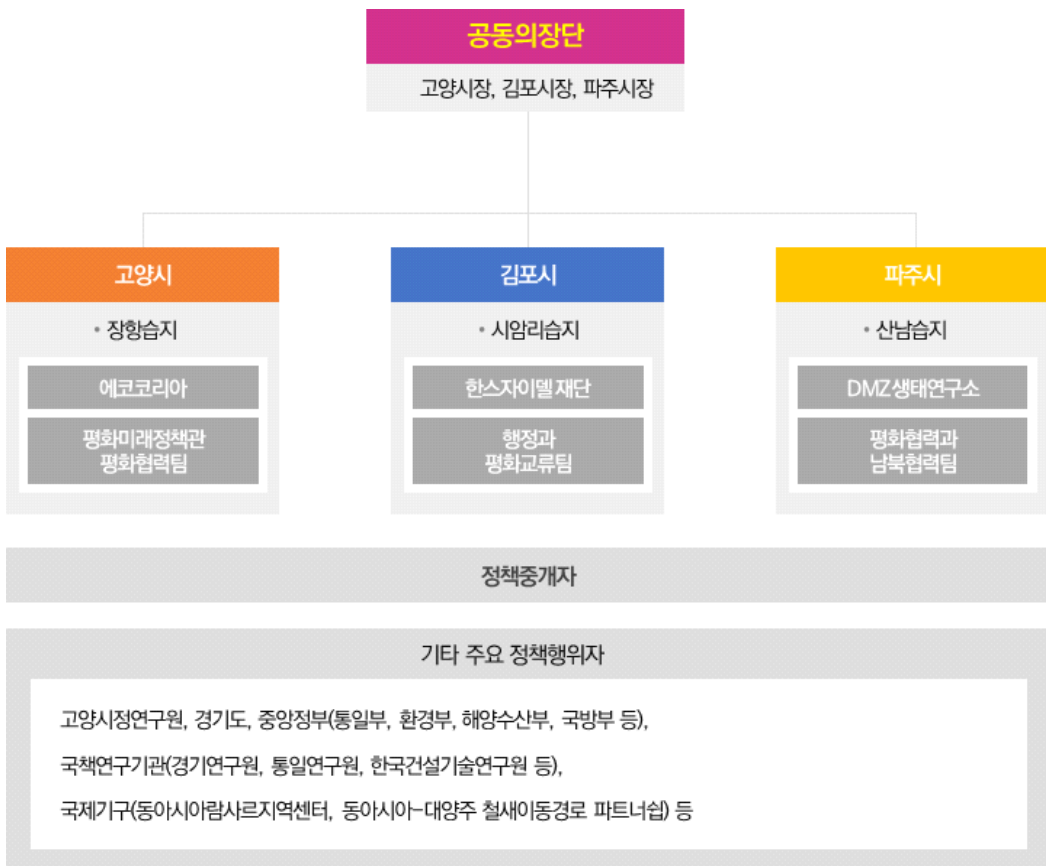 공동의장단
고양시장, 김포시장, 파주시장
고양시
• 장항습지
에코코리아
평화미래정책관
평화협력팀
김포시
• 시암리습지
한스자이델재단
행정과
평화교류팀
파주시
• 산남습지
DMZ생태연구소
평화협력과
남북협력팀
정책중개자
기타 주요 정책행위자
고양시정연구원, 경기도, 중앙정부(통일부, 환경부, 해양수산부, 국방부 등),
국책연구기관(경기연구원, 통일연구원, 한국건설기술연구원 등),
국제기구(동아시아람사르지역센터, 동아시아-대양주 철새이동경로 파트너쉽) 등